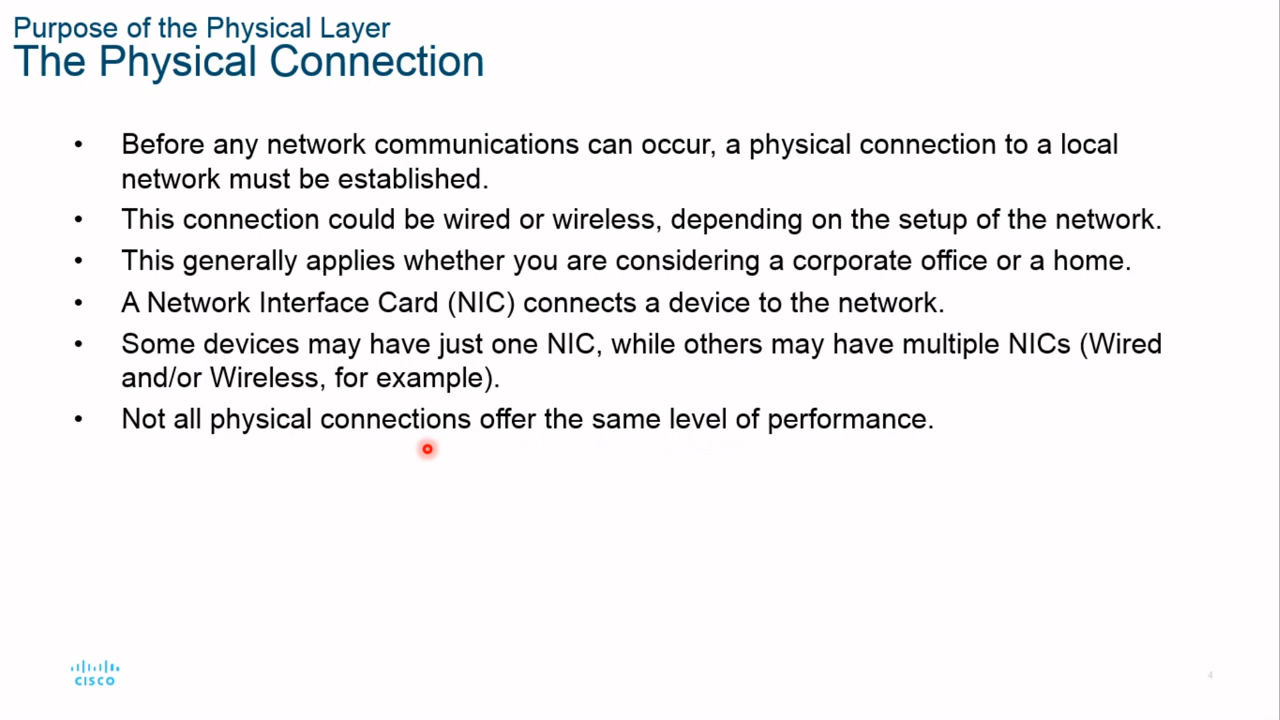 Purpose of the Physical Layer
The Physical Connection
• Before any network communications can occur, a physical connection to a local
network must be established.
• This connection could be wired or wireless, depending on the setup of the network.
• This generally applies whether you are considering a corporate office or a home.
• A Network Interface Card (NIC) connects a device to the network.
• Some devices may have just one NIC, while others may have multiple NICs (Wired
and/or Wireless, for example).
• Not all physical connections offer the same level of performance.
CISCO
4